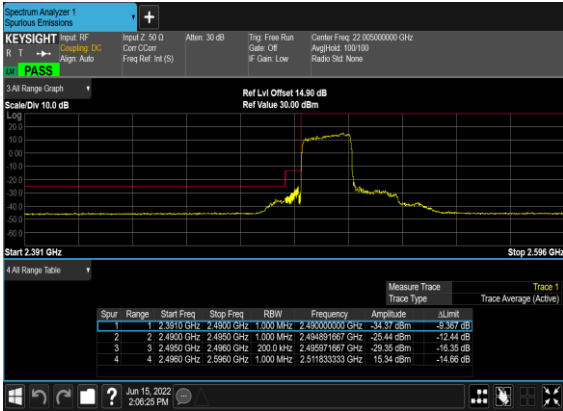 Spectrum Analyzer 1
Spurious Emissions
+
KEYSIGHT
R T
LM PASS
Input: RF
Coupling: DC
Align: Auto
Input Z: 50 Ω
Corr CCorr
Freq Ref: Int (S)
Atten: 30 dB
Trig: Free Run
Gate: Off
IF Gain: Low
Center Freq: 22.005000000 GHz
Avg|Hold: 100/100
Radio Std: None
3 All Range Graph
Scale/Div 10.0 dB
Ref Lvl Offset 14.90 dB
Ref Value 30.00 dBm
Log
20.0
10.0
0.00
-10.0
-20.0
-30.0
-40.0
-50.0
-60.0
Start 2.391 GHz
Stop 2.596 GHz
4 All Range Table
Measure Trace Trace 1
Trace Type Trace Average (Active)
Spur Range Start Freq Stop Freq RBW Frequency Amplitude ΔLimit
1 1 2.3910 GHz 2.4900 GHz 1.000 MHz 2.490000000 GHz -34.37 dBm -9.367 dB
2 2 2.4900 GHz 2.4950 GHz 1.000 MHz 2.494891667 GHz -25.44 dBm -12.44 dB
3 3 2.4950 GHz 2.4960 GHz 200.0 kHz 2.495971667 GHz -29.35 dBm -16.35 dB
4 4 2.4960 GHz 2.5960 GHz 1.000 MHz 2.511833333 GHz 15.34 dBm -14.66 dB
?
Jun 15, 2022
2:06:25 PM